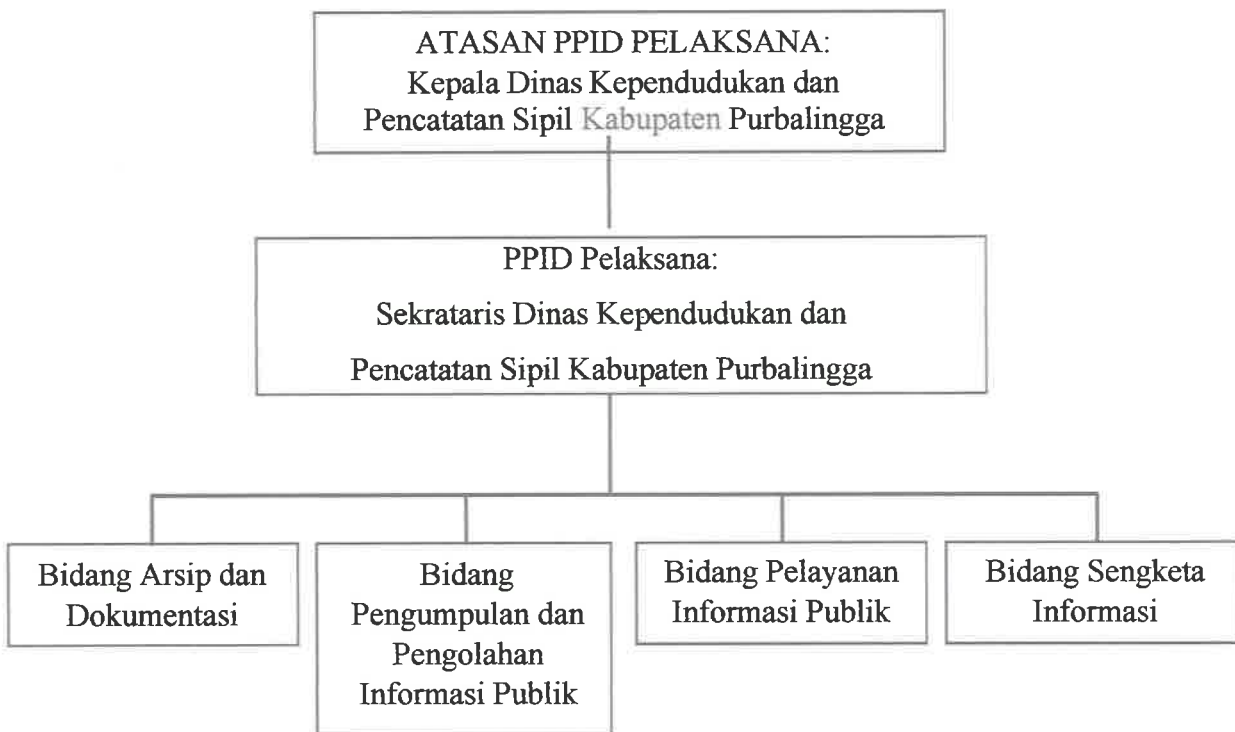 ATASAN PPID PELAKSANA:
Kepala Dinas Kependudukan dan
Pencatatan Sipil Kabupaten Purbalingga
PPID Pelaksana:
Sekrataris Dinas Kependudukan dan
Pencatatan Sipil Kabupaten Purbalingga
Bidang Arsip dan
Dokumentasi
Bidang
Pengumpulan dan
Pengolahan
Informasi Publik
Bidang Pelayanan
Informasi Publik
Bidang Sengketa
Informasi